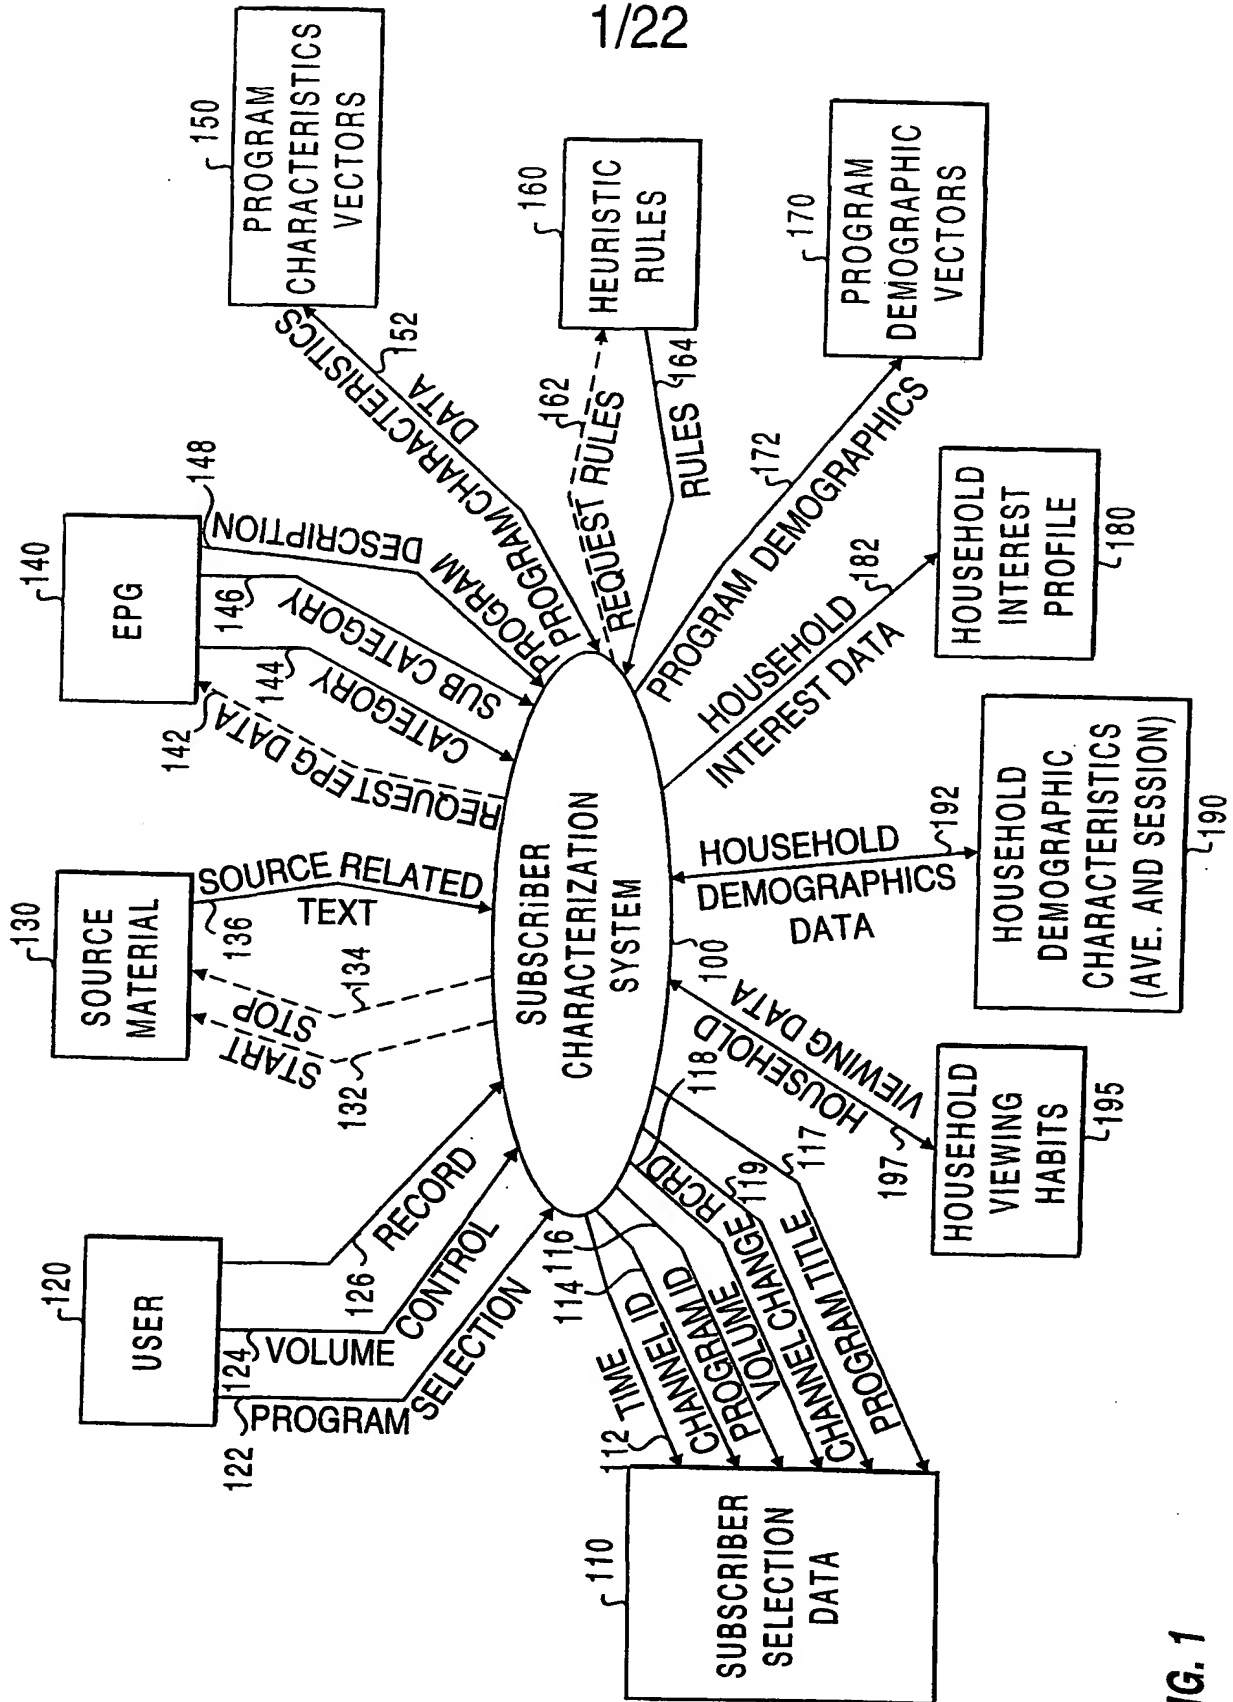 1/22
120
USER
122
PROGRAM
SELECTION
124
VOLUME
CONTROL
126
RECORD
130
SOURCE
MATERIAL
START
132
STOP
134
136
SOURCE RELATED
TEXT
140
EPG
142
REQUEST EPG DATA
144
CATEGORY
146
SUB CATEGORY
148
PROGRAM DESCRIPTION
150
PROGRAM
CHARACTERISTICS
VECTORS
152
PROGRAM CHARACTERISTICS
DATA
160
HEURISTIC
RULES
162
REQUEST RULES
164
RULES
170
PROGRAM
DEMOGRAPHIC
VECTORS
172
PROGRAM DEMOGRAPHICS
HOUSEHOLD
INTEREST
PROFILE
180
HOUSEHOLD
182
INTEREST DATA
HOUSEHOLD
DEMOGRAPHIC
CHARACTERISTICS
(AVE. AND SESSION)
190
HOUSEHOLD
192
DEMOGRAPHICS
DATA
SUBSCRiBER
CHARACTERIZATION
SYSTEM
100
HOUSEHOLD
VIEWING DATA
197
HOUSEHOLD
VIEWING
HABITS
195
110
SUBSCRIBER
SELECTION
DATA
112
TIME
114
CHANNEL ID
116
PROGRAM ID
118
VOLUME
RCRD
119
CHANNEL CHANGE
117
PROGRAM TITLE
IG. 1